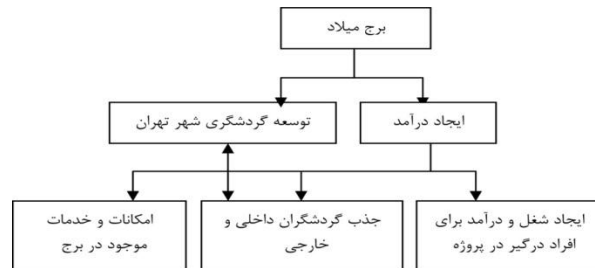 برج میلاد
ایجاد درآمد
توسعه گردشگری شهر تهران
ایجاد شغل و درآمد برای
افراد درگیر در پروژه
جذب گردشگران داخلی و
خارجی
امکانات و خدمات
موجود در برج